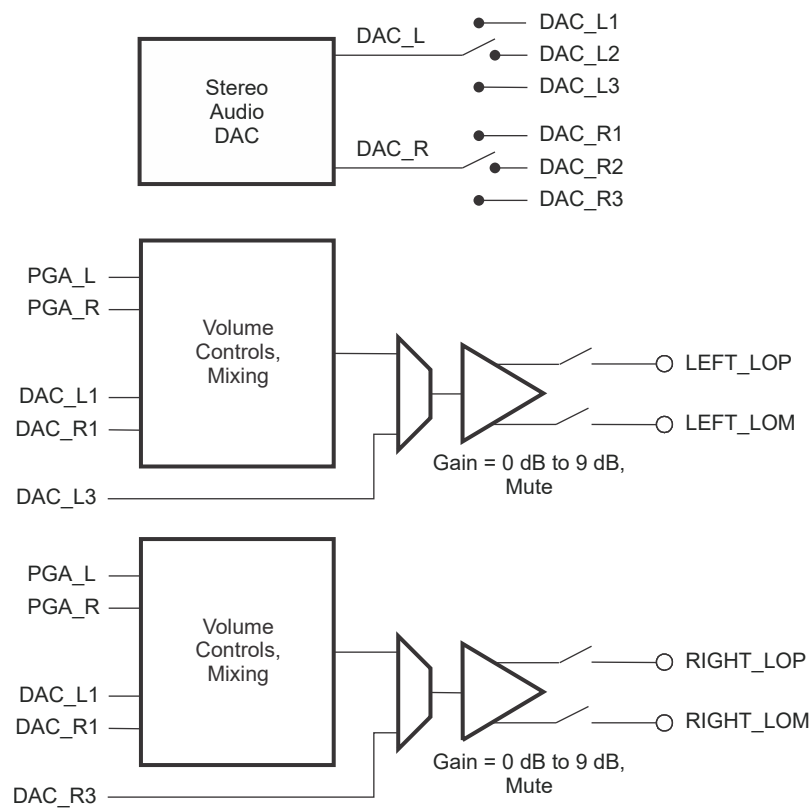 DAC_L
DAC_L1
DAC_L2
DAC_L3
Stereo
Audio
DAC
DAC_R
DAC_R1
DAC_R2
DAC_R3
PGA_L
PGA_R
DAC_L1
DAC_R1
DAC_L3
Volume
Controls,
Mixing
LEFT_LOP
LEFT_LOM
Gain = 0 dB to 9 dB,
Mute
PGA_L
PGA_R
DAC_L1
DAC_R1
DAC_R3
Volume
Controls,
Mixing
RIGHT_LOP
RIGHT_LOM
Gain = 0 dB to 9 dB,
Mute